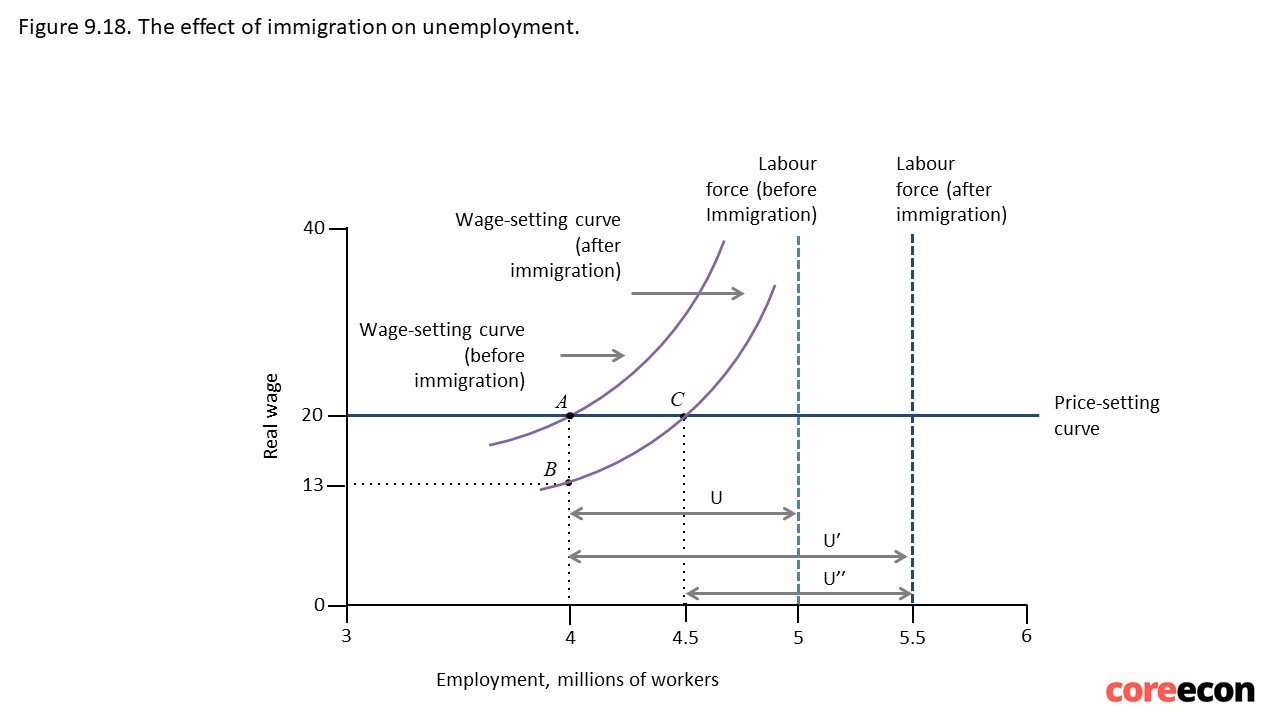 Figure 9.18. The effect of immigration on unemployment.
Labour
force (before
Immigration)
Labour
force (after
immigration)
Wage-setting curve
(after
immigration)
40
Wage-setting curve
(before
immigration)
A
C
Price-setting
curve
20
Real wage
B
13
U
U′
U′′
0
3
4
4.5
5
5.5
6
Employment, millions of workers
coreecon